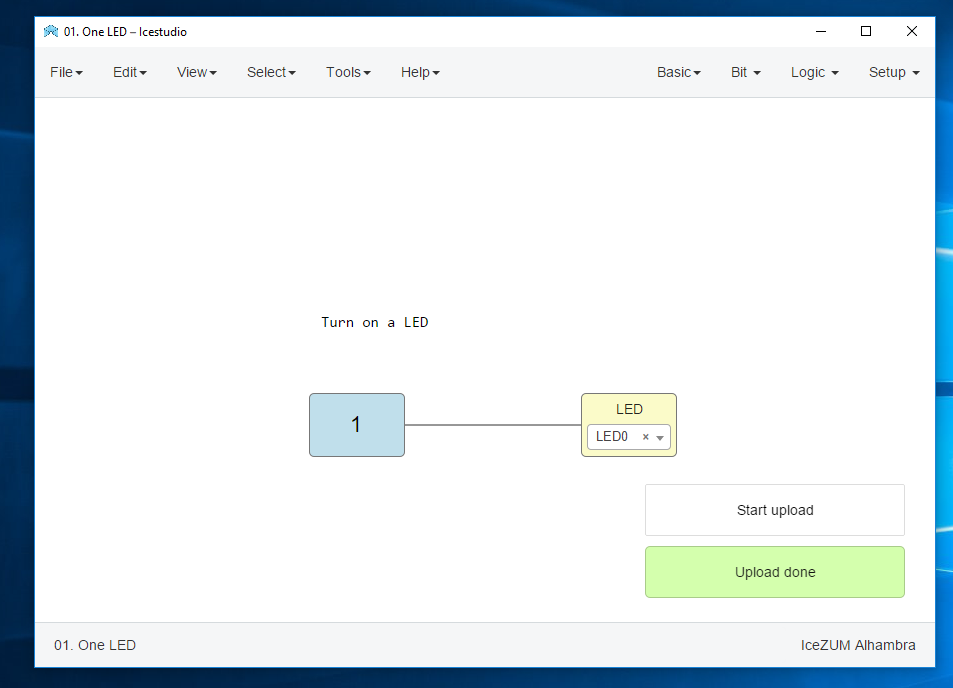 01. One LED – Icestudio
File Edit View Select Tools Help Basic Bit Logic Setup
Turn on a LED
1
LED
LED0 ×
Start upload
Upload done
01. One LED IceZUM Alhambra